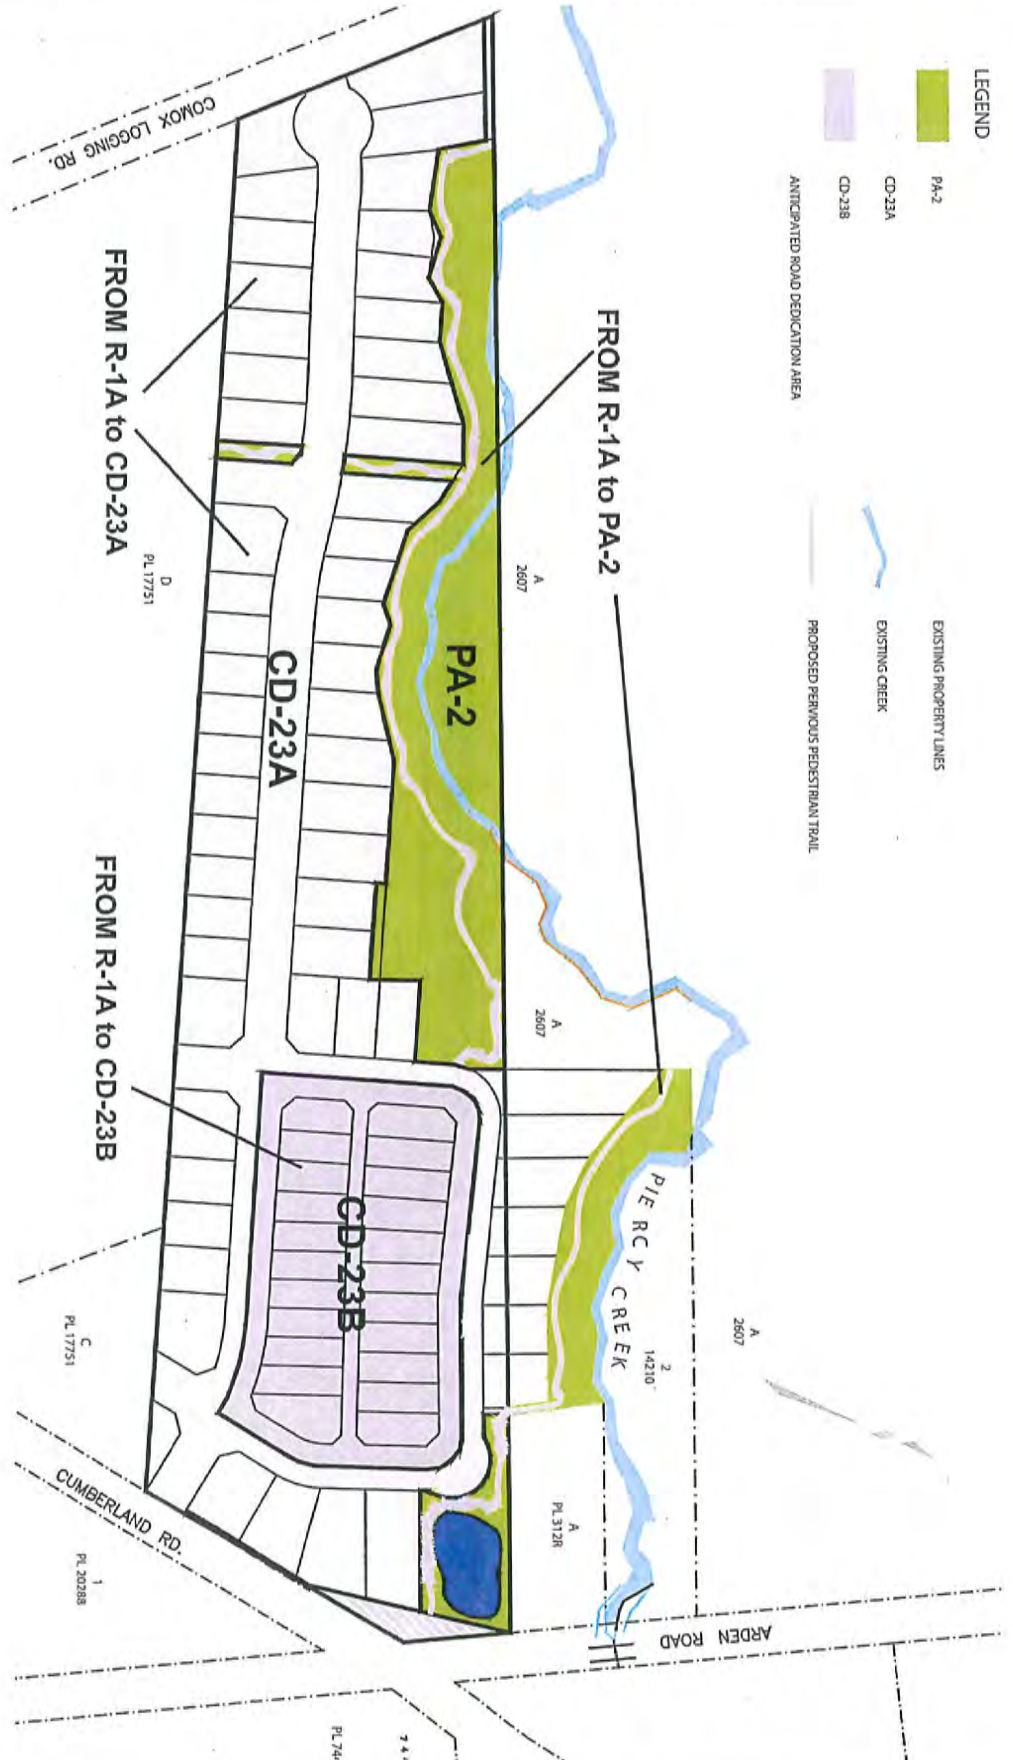 LEGEND
PA-2
CD-23A
CD-23B
ANTICIPATED ROAD DEDICATION AREA
EXISTING PROPERTY LINES
EXISTING CREEK
PROPOSED PERVIOUS PEDESTRIAN TRAIL
COMOX LOGGING RD.
FROM R-1A to CD-23A
FROM R-1A to PA-2
D
PL 17751
A
2607
PA-2
CD-23A
FROM R-1A to CD-23B
A
2607
CD-23B
PIERCY CREEK
A
2607
2
14210
C
PL 17751
A
PL 312R
CUMBERLAND RD.
1
PL 20288
ARDEN ROAD